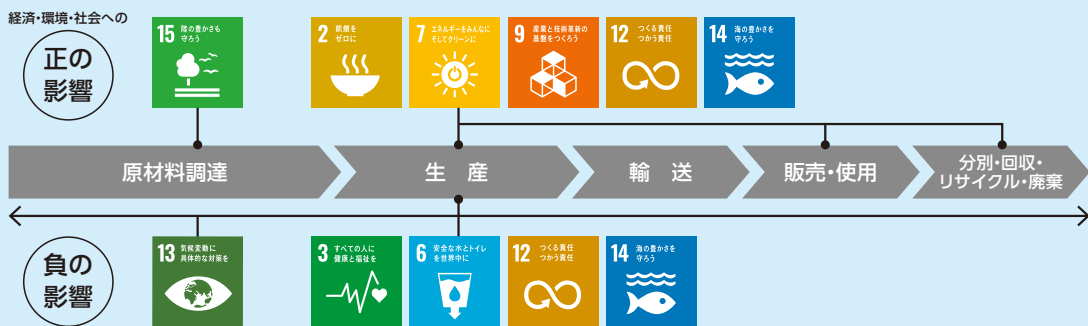 経済・環境・社会への
正の
影響
15 陸の豊かさも
守ろう
2 飢餓を
ゼロに
7 エネルギーをみんなに
そしてクリーンに
9 産業と技術革新の
基盤をつくろう
12 つくる責任
つかう責任
14 海の豊かさを
守ろう
原材料調達
生 産
輸 送
販売・使用
分別・回収・
リサイクル・廃棄
負の
影響
13 気候変動に
具体的な対策を
3 すべての人に
健康と福祉を
6 安全な水とトイレ
を世界中に
12 つくる責任
つかう責任
14 海の豊かさを
守ろう